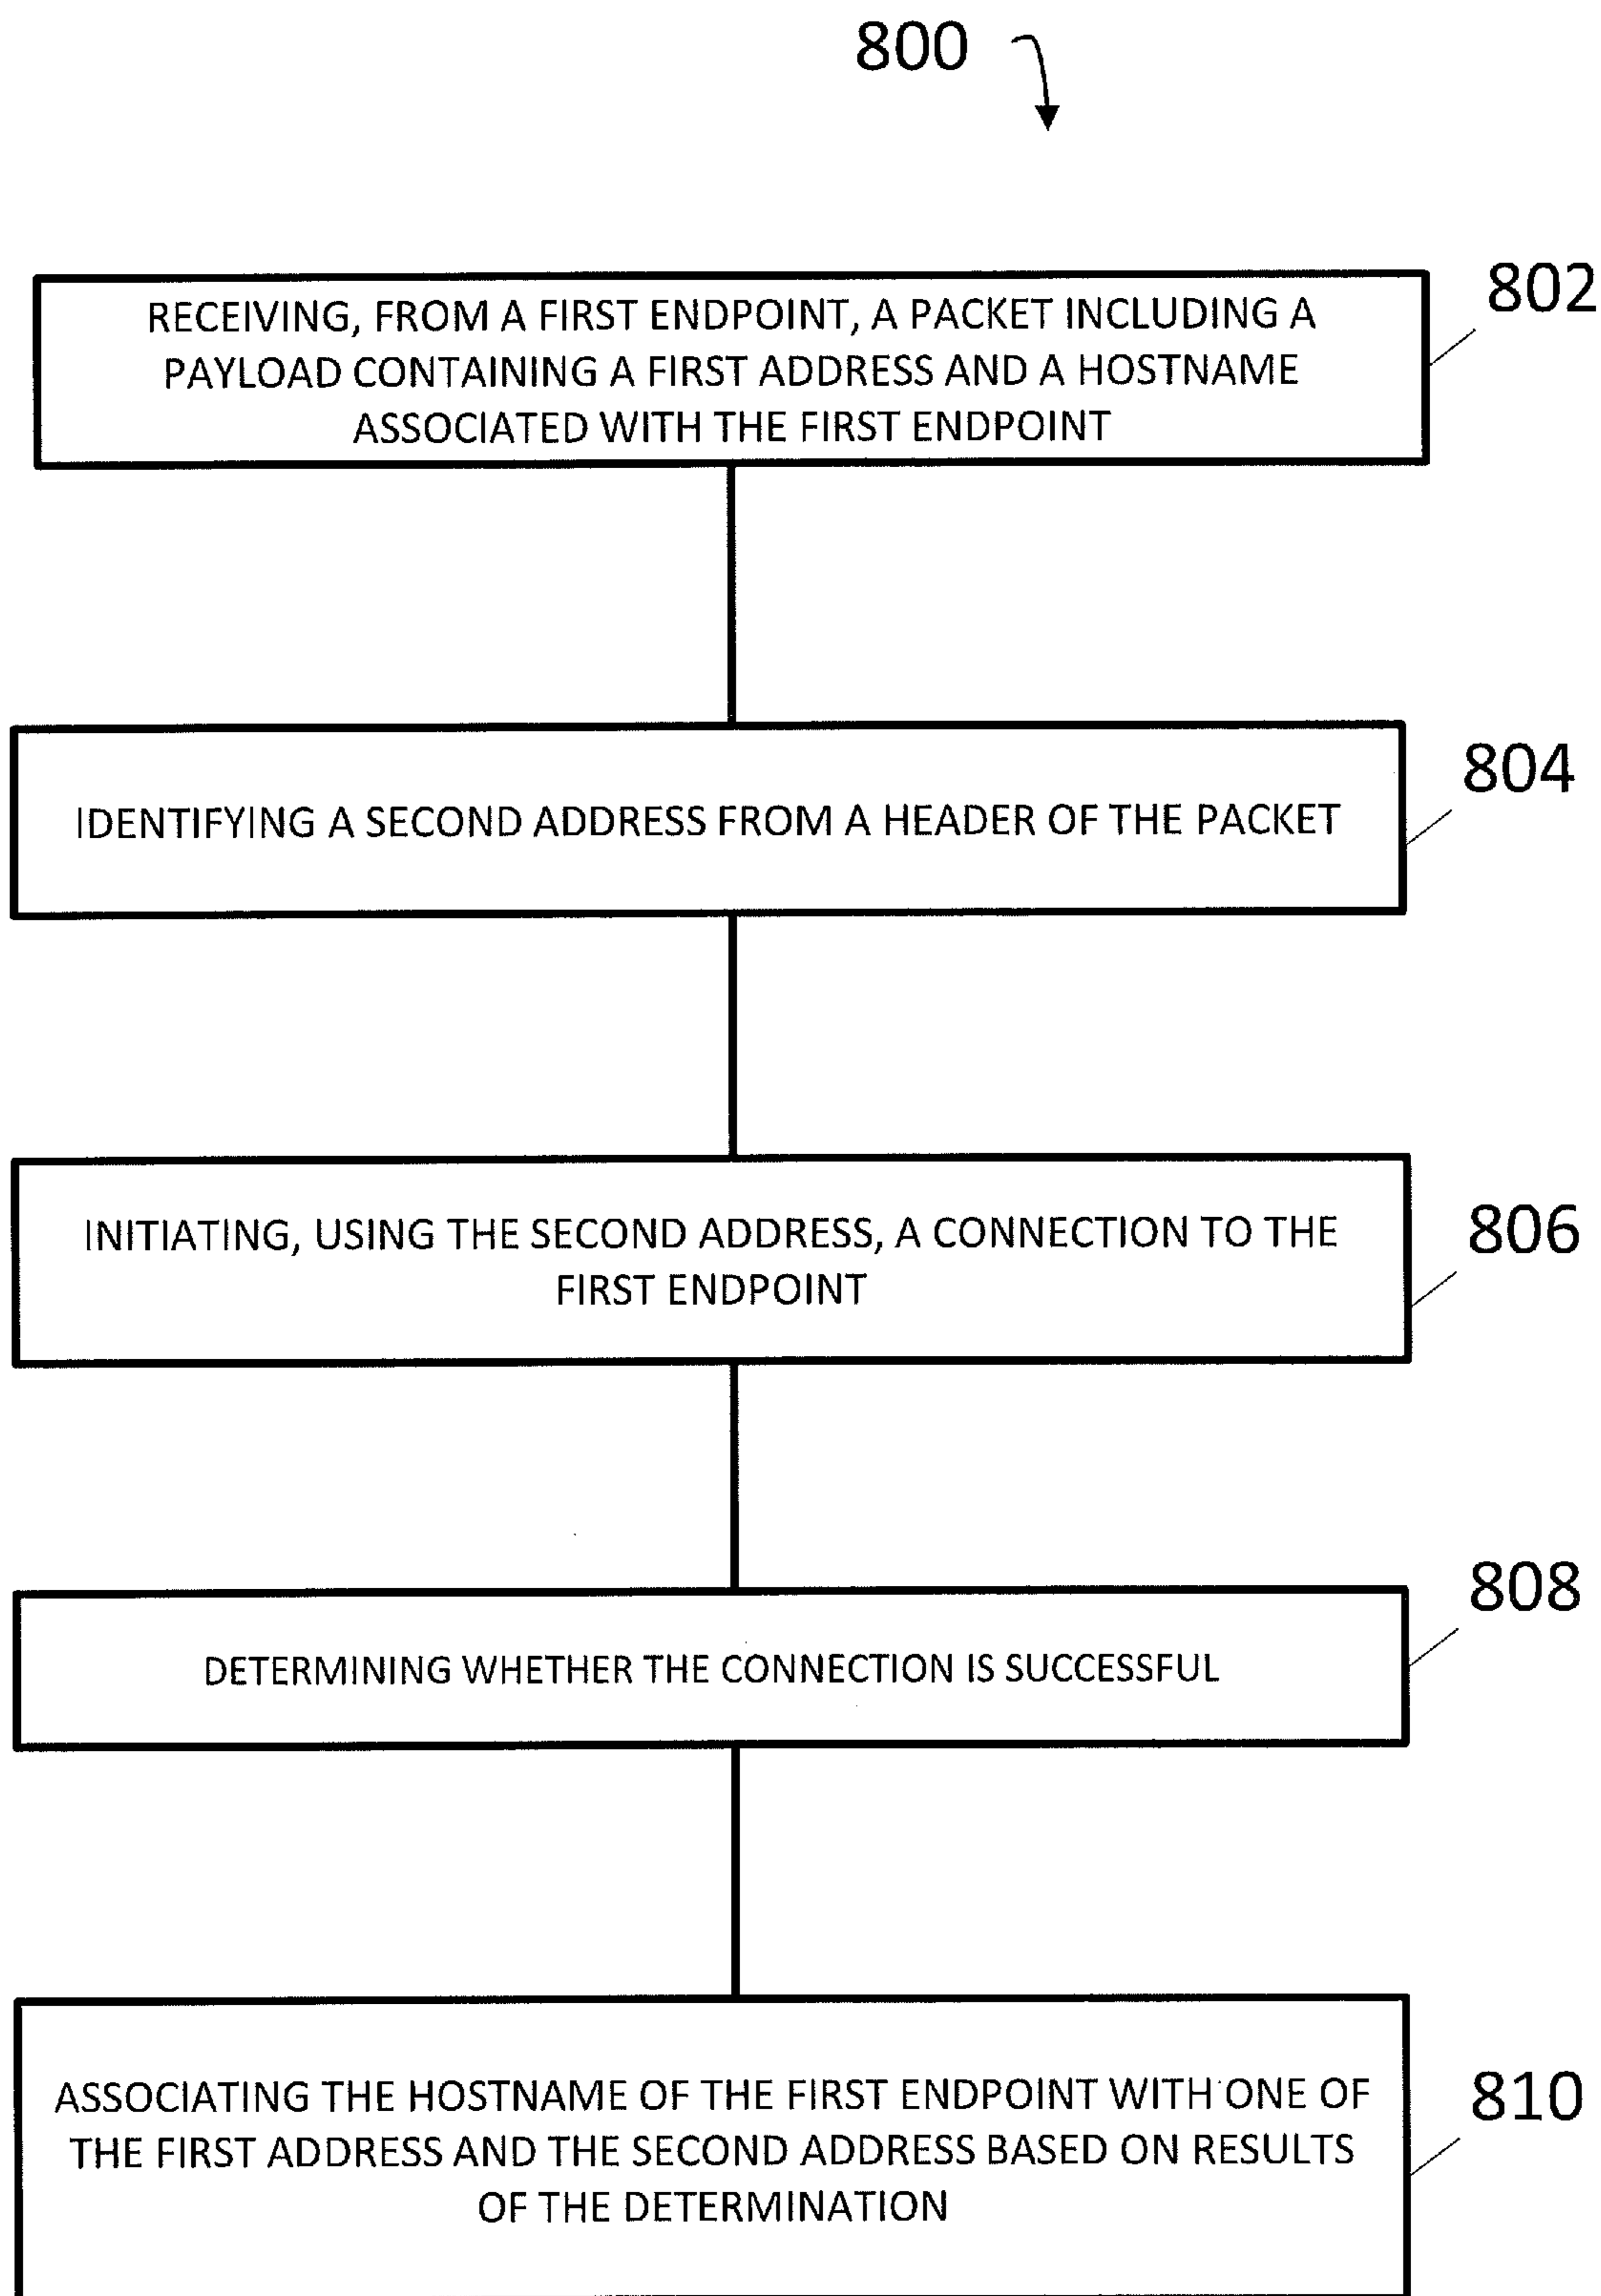 800
RECEIVING, FROM A FIRST ENDPOINT, A PACKET INCLUDING A
PAYLOAD CONTAINING A FIRST ADDRESS AND A HOSTNAME
ASSOCIATED WITH THE FIRST ENDPOINT
802
IDENTIFYING A SECOND ADDRESS FROM A HEADER OF THE PACKET
804
INITIATING, USING THE SECOND ADDRESS, A CONNECTION TO THE
FIRST ENDPOINT
806
DETERMINING WHETHER THE CONNECTION IS SUCCESSFUL
808
ASSOCIATING THE HOSTNAME OF THE FIRST ENDPOINT WITH ONE OF
THE FIRST ADDRESS AND THE SECOND ADDRESS BASED ON RESULTS
OF THE DETERMINATION
810